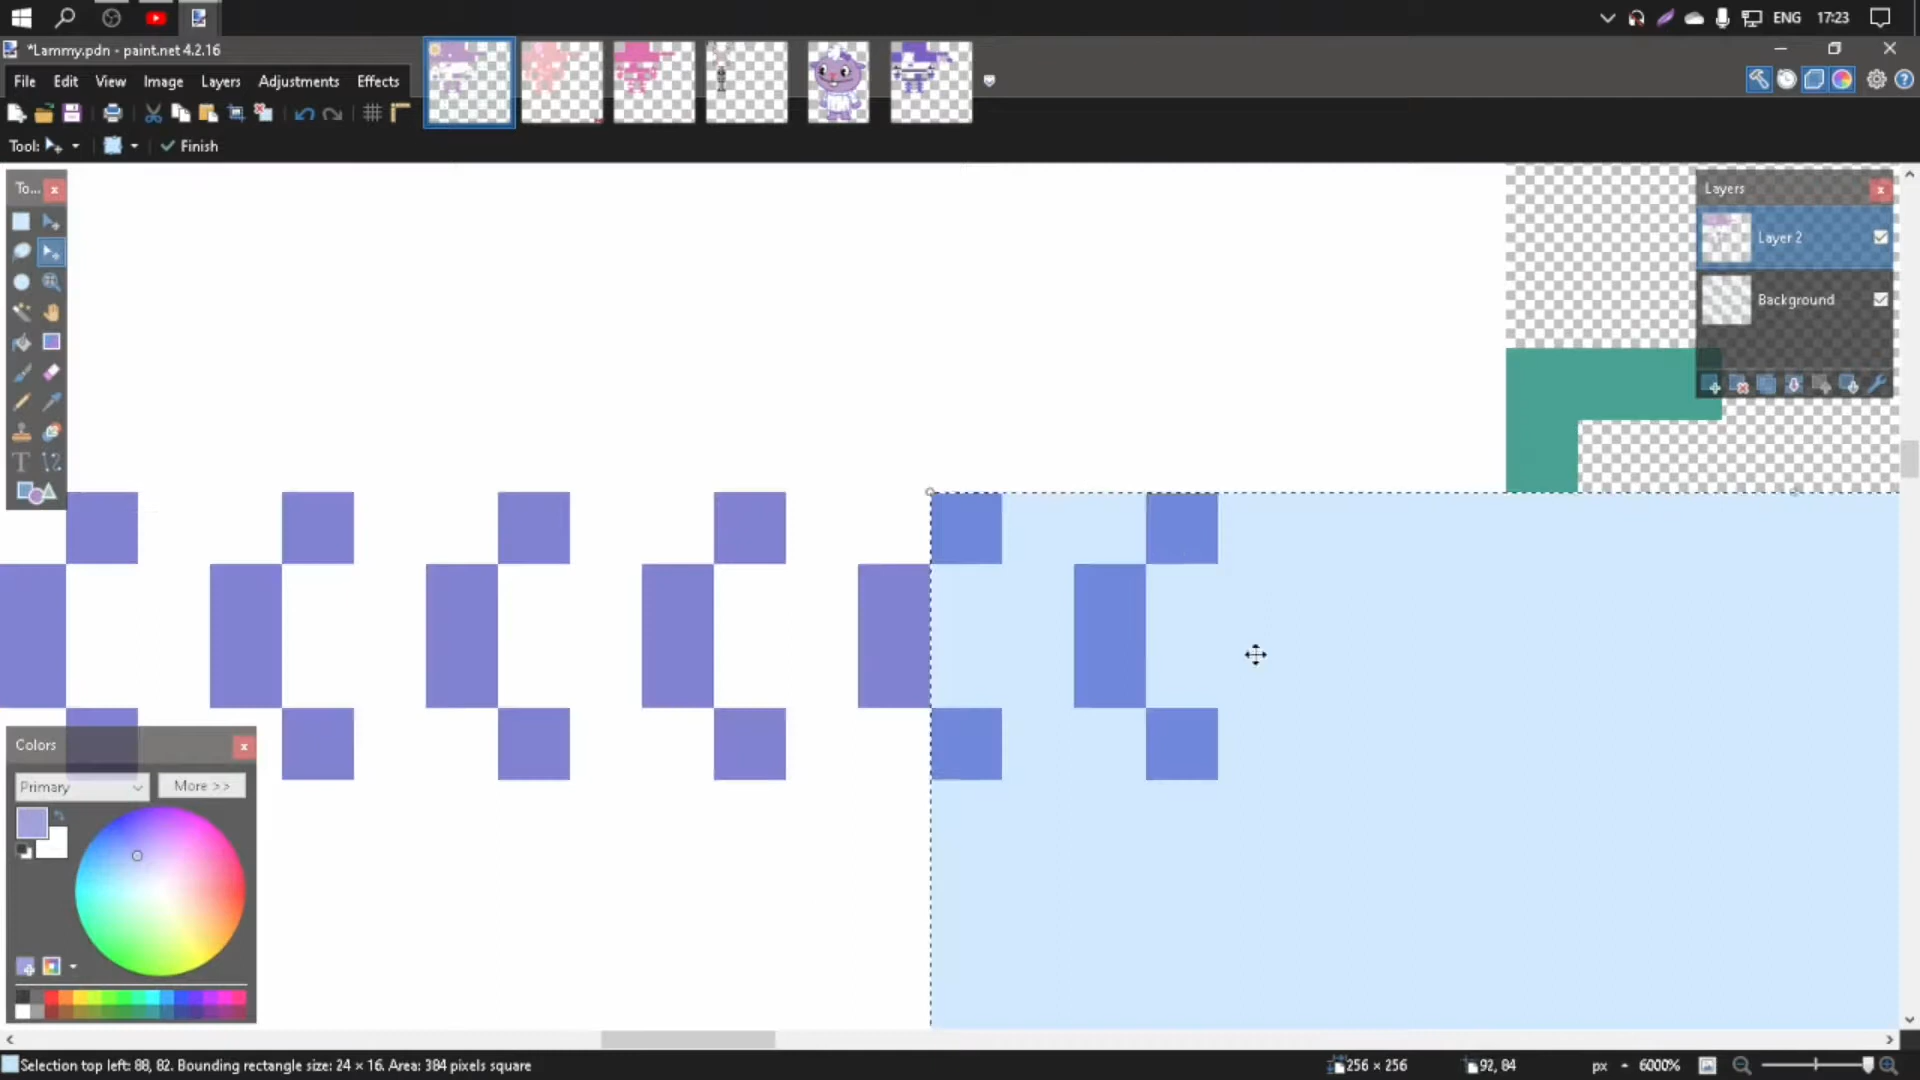 ENG 17:23
*Lammy.pdn - paint.net 4.2.16
File Edit View Image Layers Adjustments Effects
Tool: Finish
To...
Layers
Layer 2
Background
T
Colors
Primary More >>
Selection top left: 88, 82. Bounding rectangle size: 24 × 16. Area: 384 pixels square 256 × 256 92, 84 px 6000%